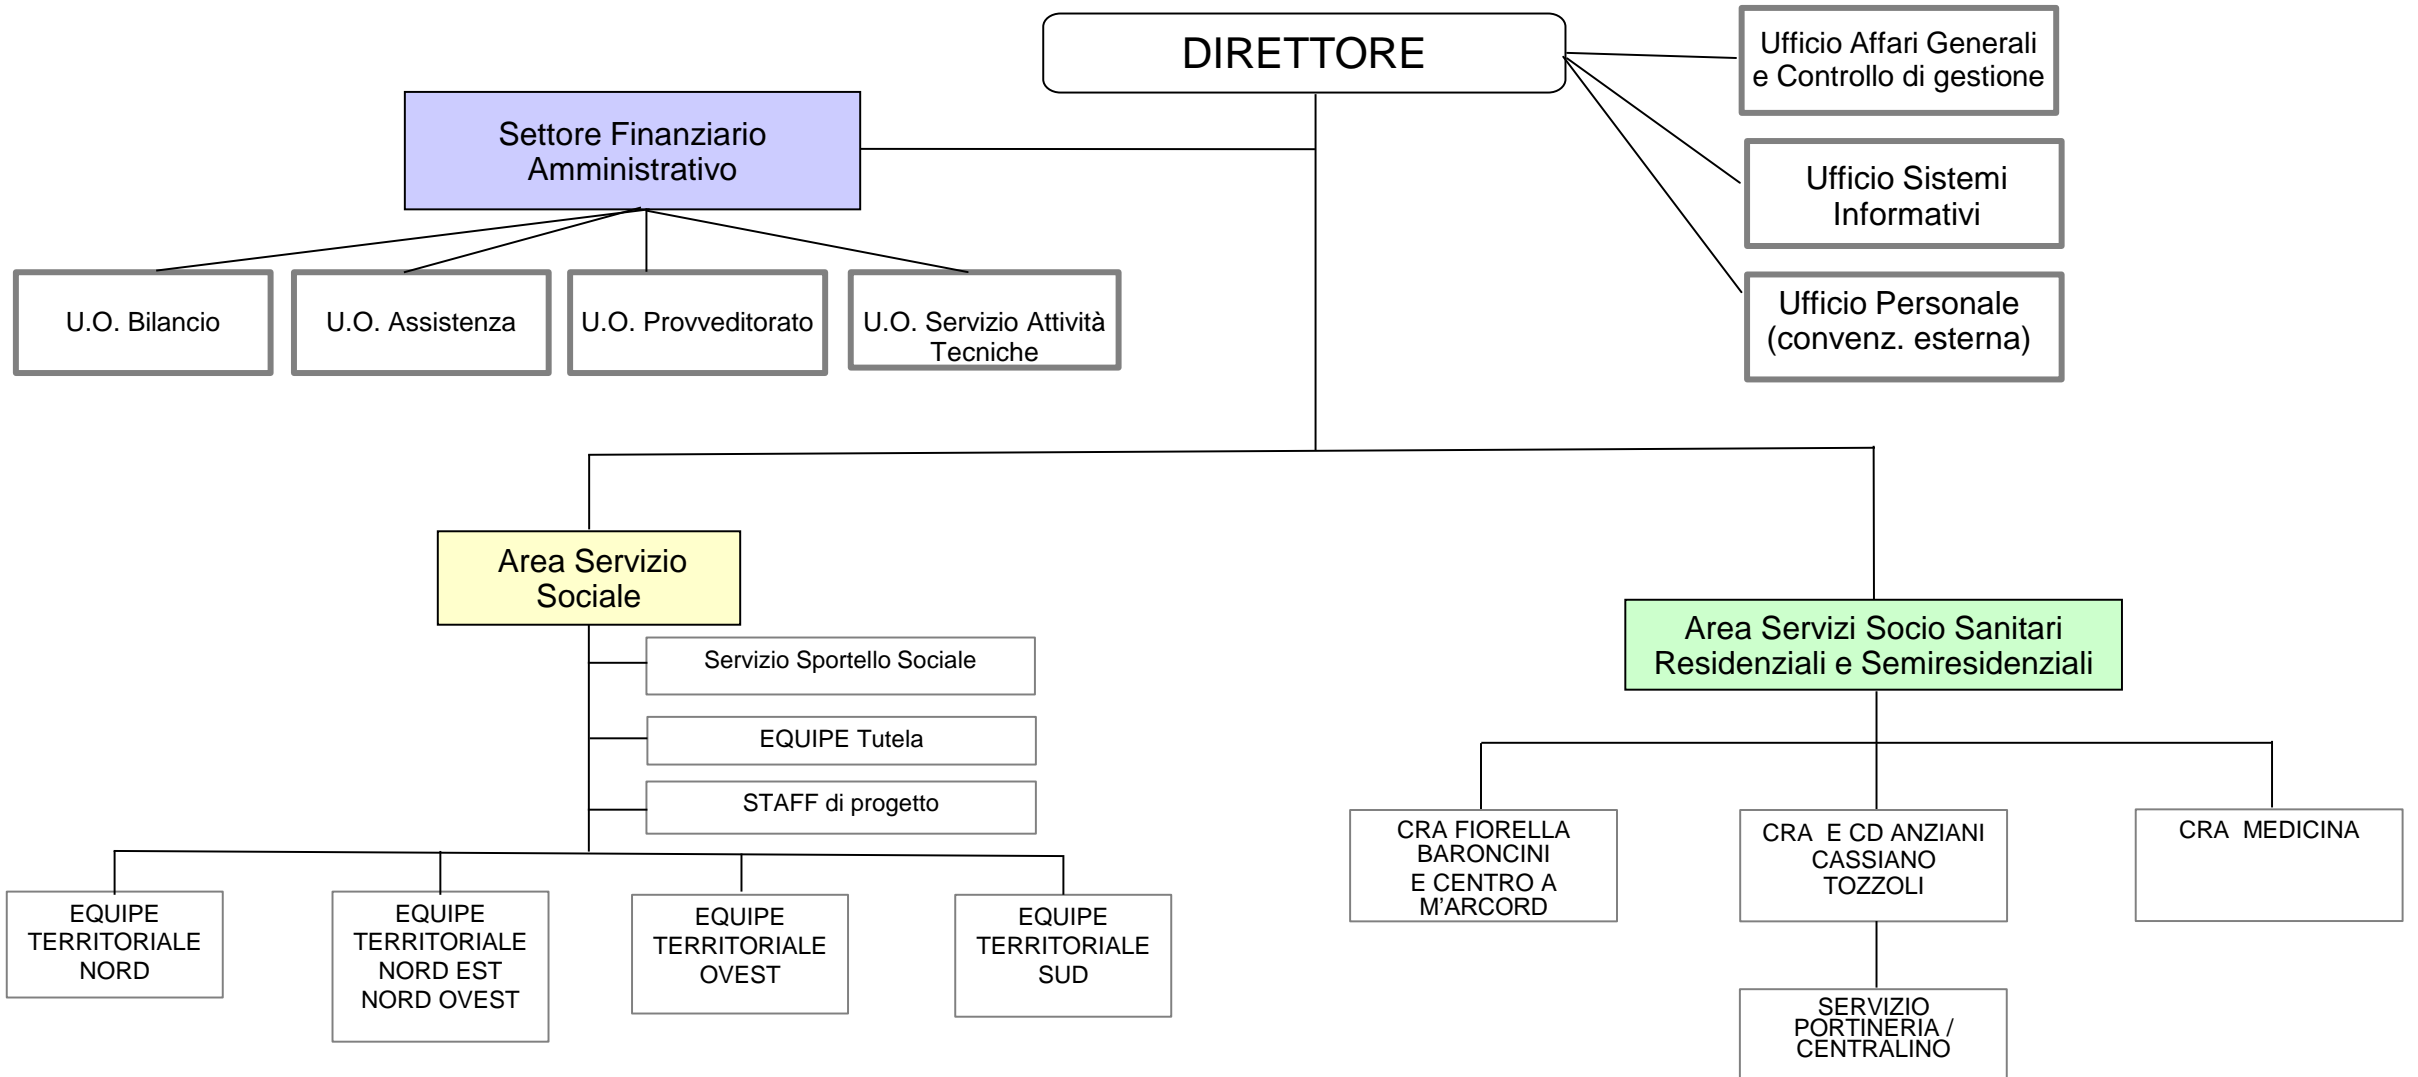 DIRETTORE
Ufficio Affari Generali
e Controllo di gestione
Settore Finanziario
Amministrativo
Ufficio Sistemi
Informativi
Ufficio Personale
(convenz. esterna)
U.O. Bilancio
U.O. Assistenza
U.O. Provveditorato
U.O. Servizio Attività
Tecniche
Area Servizio
Sociale
Area Servizi Socio Sanitari
Residenziali e Semiresidenziali
Servizio Sportello Sociale
EQUIPE Tutela
STAFF di progetto
EQUIPE
TERRITORIALE
NORD
EQUIPE
TERRITORIALE
NORD EST
NORD OVEST
EQUIPE
TERRITORIALE
OVEST
EQUIPE
TERRITORIALE
SUD
CRA FIORELLA
BARONCINI
E CENTRO A
M'ARCORD
CRA E CD ANZIANI
CASSIANO
TOZZOLI
CRA MEDICINA
SERVIZIO
PORTINERIA /
CENTRALINO